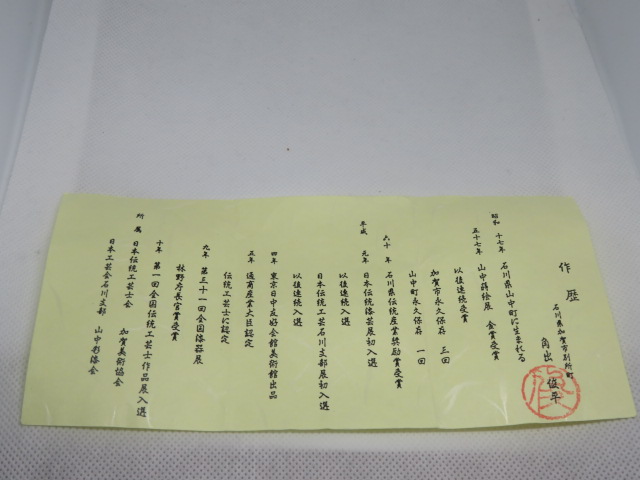 作歴
石川県加賀市別所町
角出俊平
昭和 十七年 石川県山中町に生まれる
五十七年 山中蒔絵展 金賞受賞
以後連続受賞
加賀市永久保存 三回
山中町永久保存 一回
六十年 石川県伝統産業奨励賞受賞
平成 元年 日本伝統漆芸展初入選
以後連続入選
日本伝統工芸石川支部展初入選
以後連続入選
四年 東京日中友好会館美術館出品
五年 通商産業大臣認定
伝統工芸士に認定
九年 第三十一回全国漆器展
林野庁長官賞受賞
十年 第一回全国伝統工芸士作品展入選
所属 日本伝統工芸士会 加賀美術協会
日本工芸会石川支部 山中彩漆会